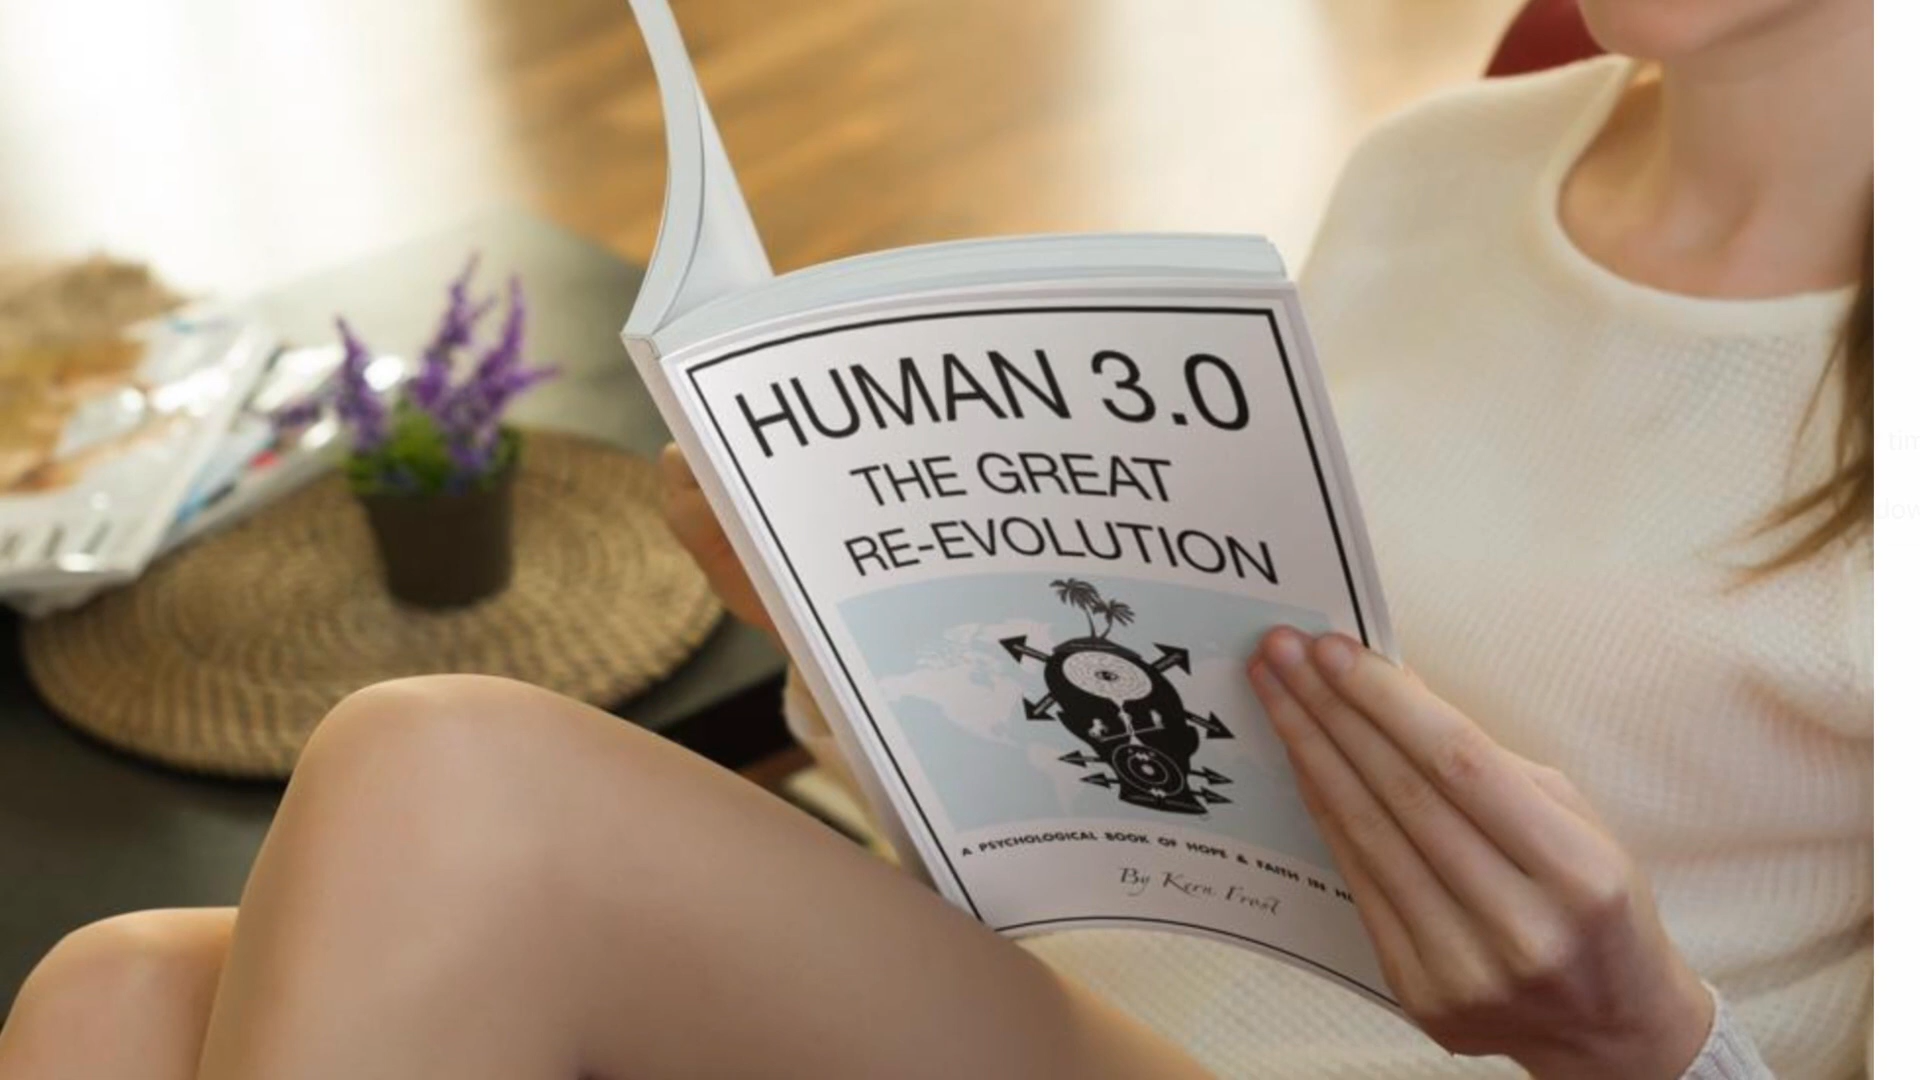 HUMAN 3.0
THE GREAT
RE-EVOLUTION
A PSYCHOLOGICAL BOOK OF HOPE & FAITH IN
By Kern Frost